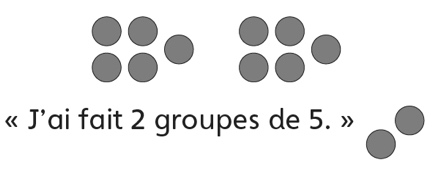 « J’ai fait 2 groupes de 5. »